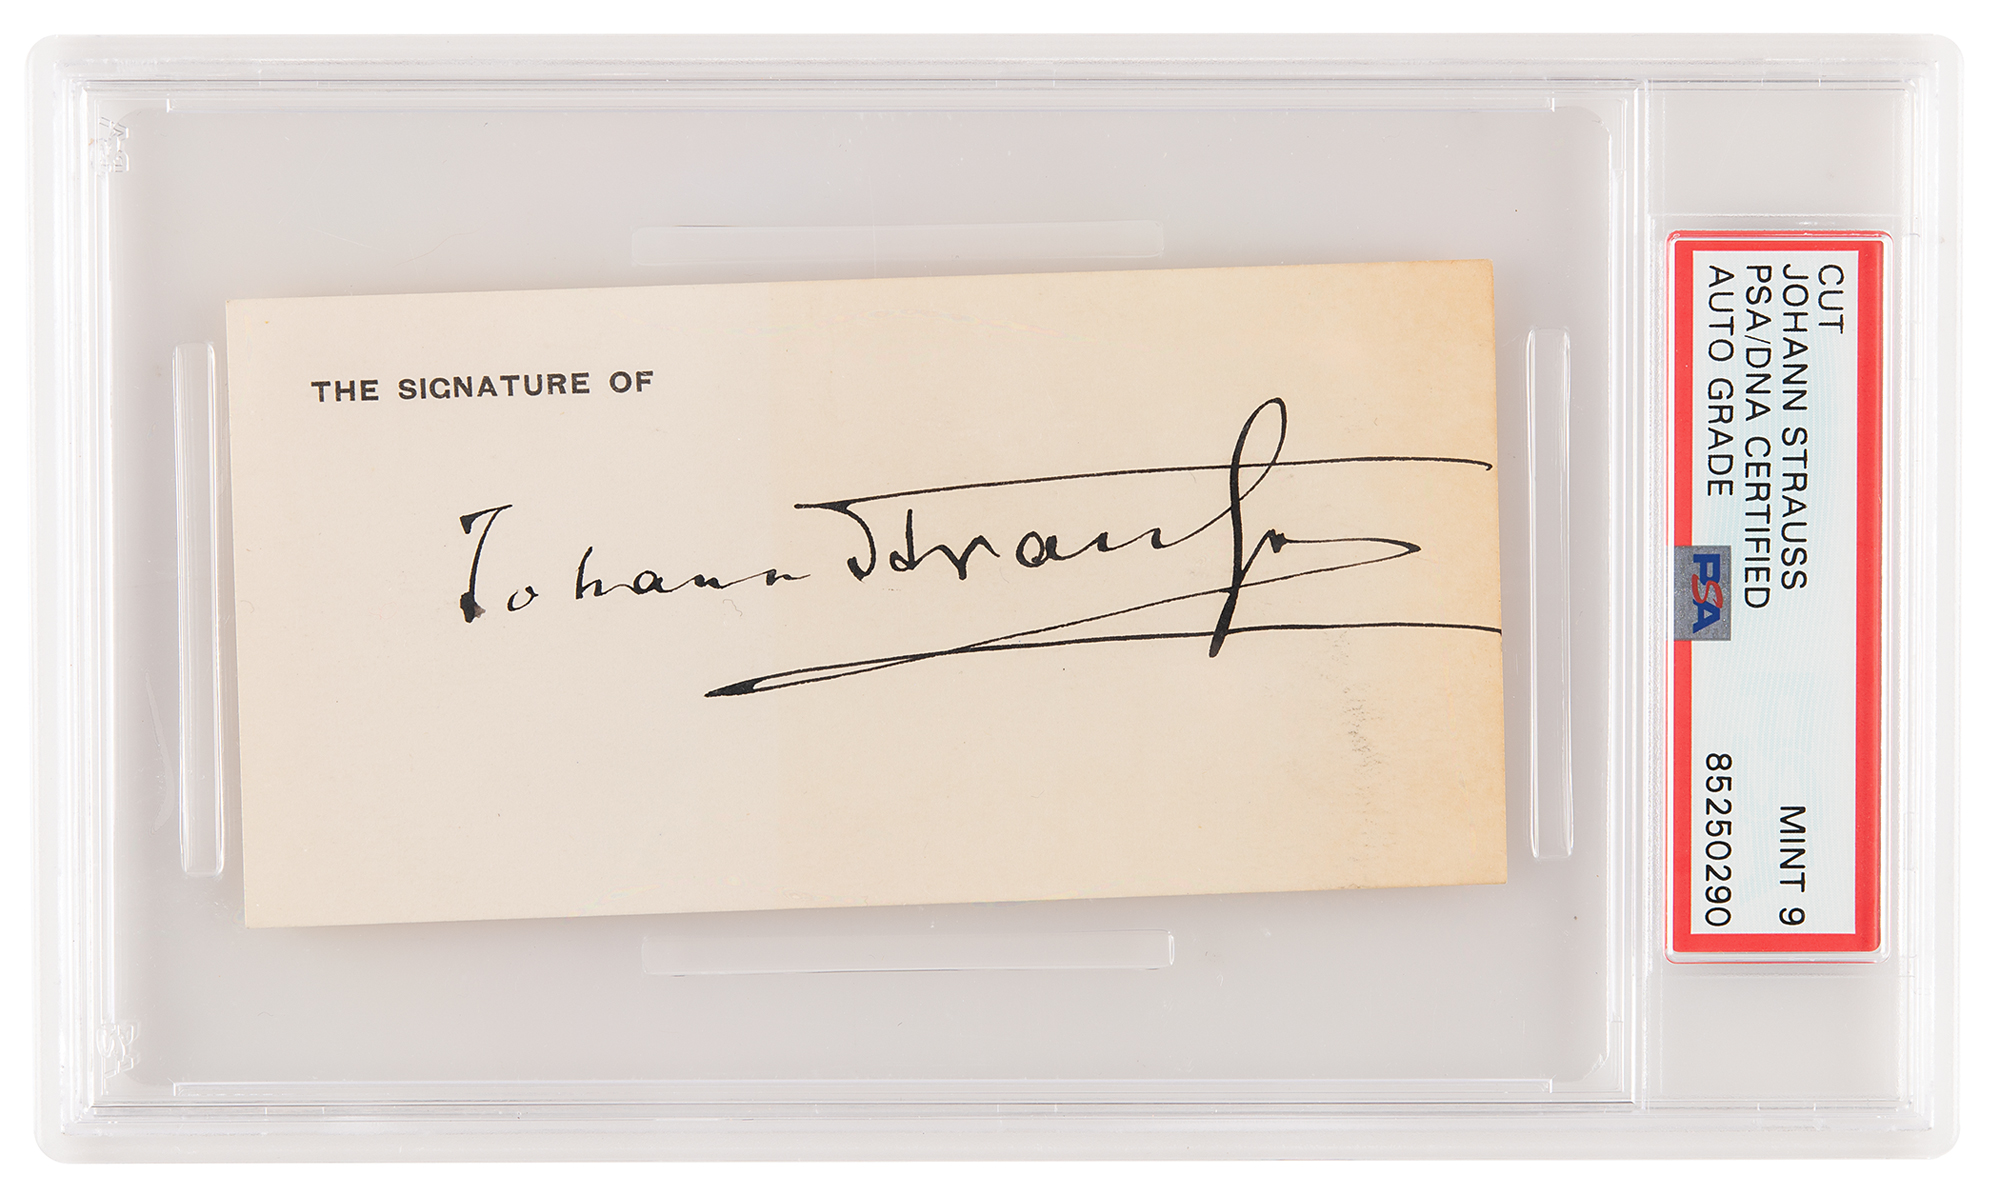 THE SIGNATURE OF
Johann Strauss
CUT
JOHANN STRAUSS
PSA/DNA CERTIFIED
AUTO GRADE
MINT 9
85250290
PSA